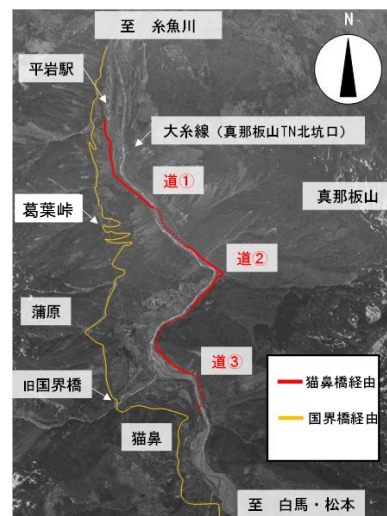 至 糸魚川
N
平岩駅
大糸線（真那板山TN北坑口）
道①
真那板山
葛葉峠
道②
蒲原
道③
旧国界橋
猫鼻橋経由
国界橋経由
猫鼻
至 白馬・松本